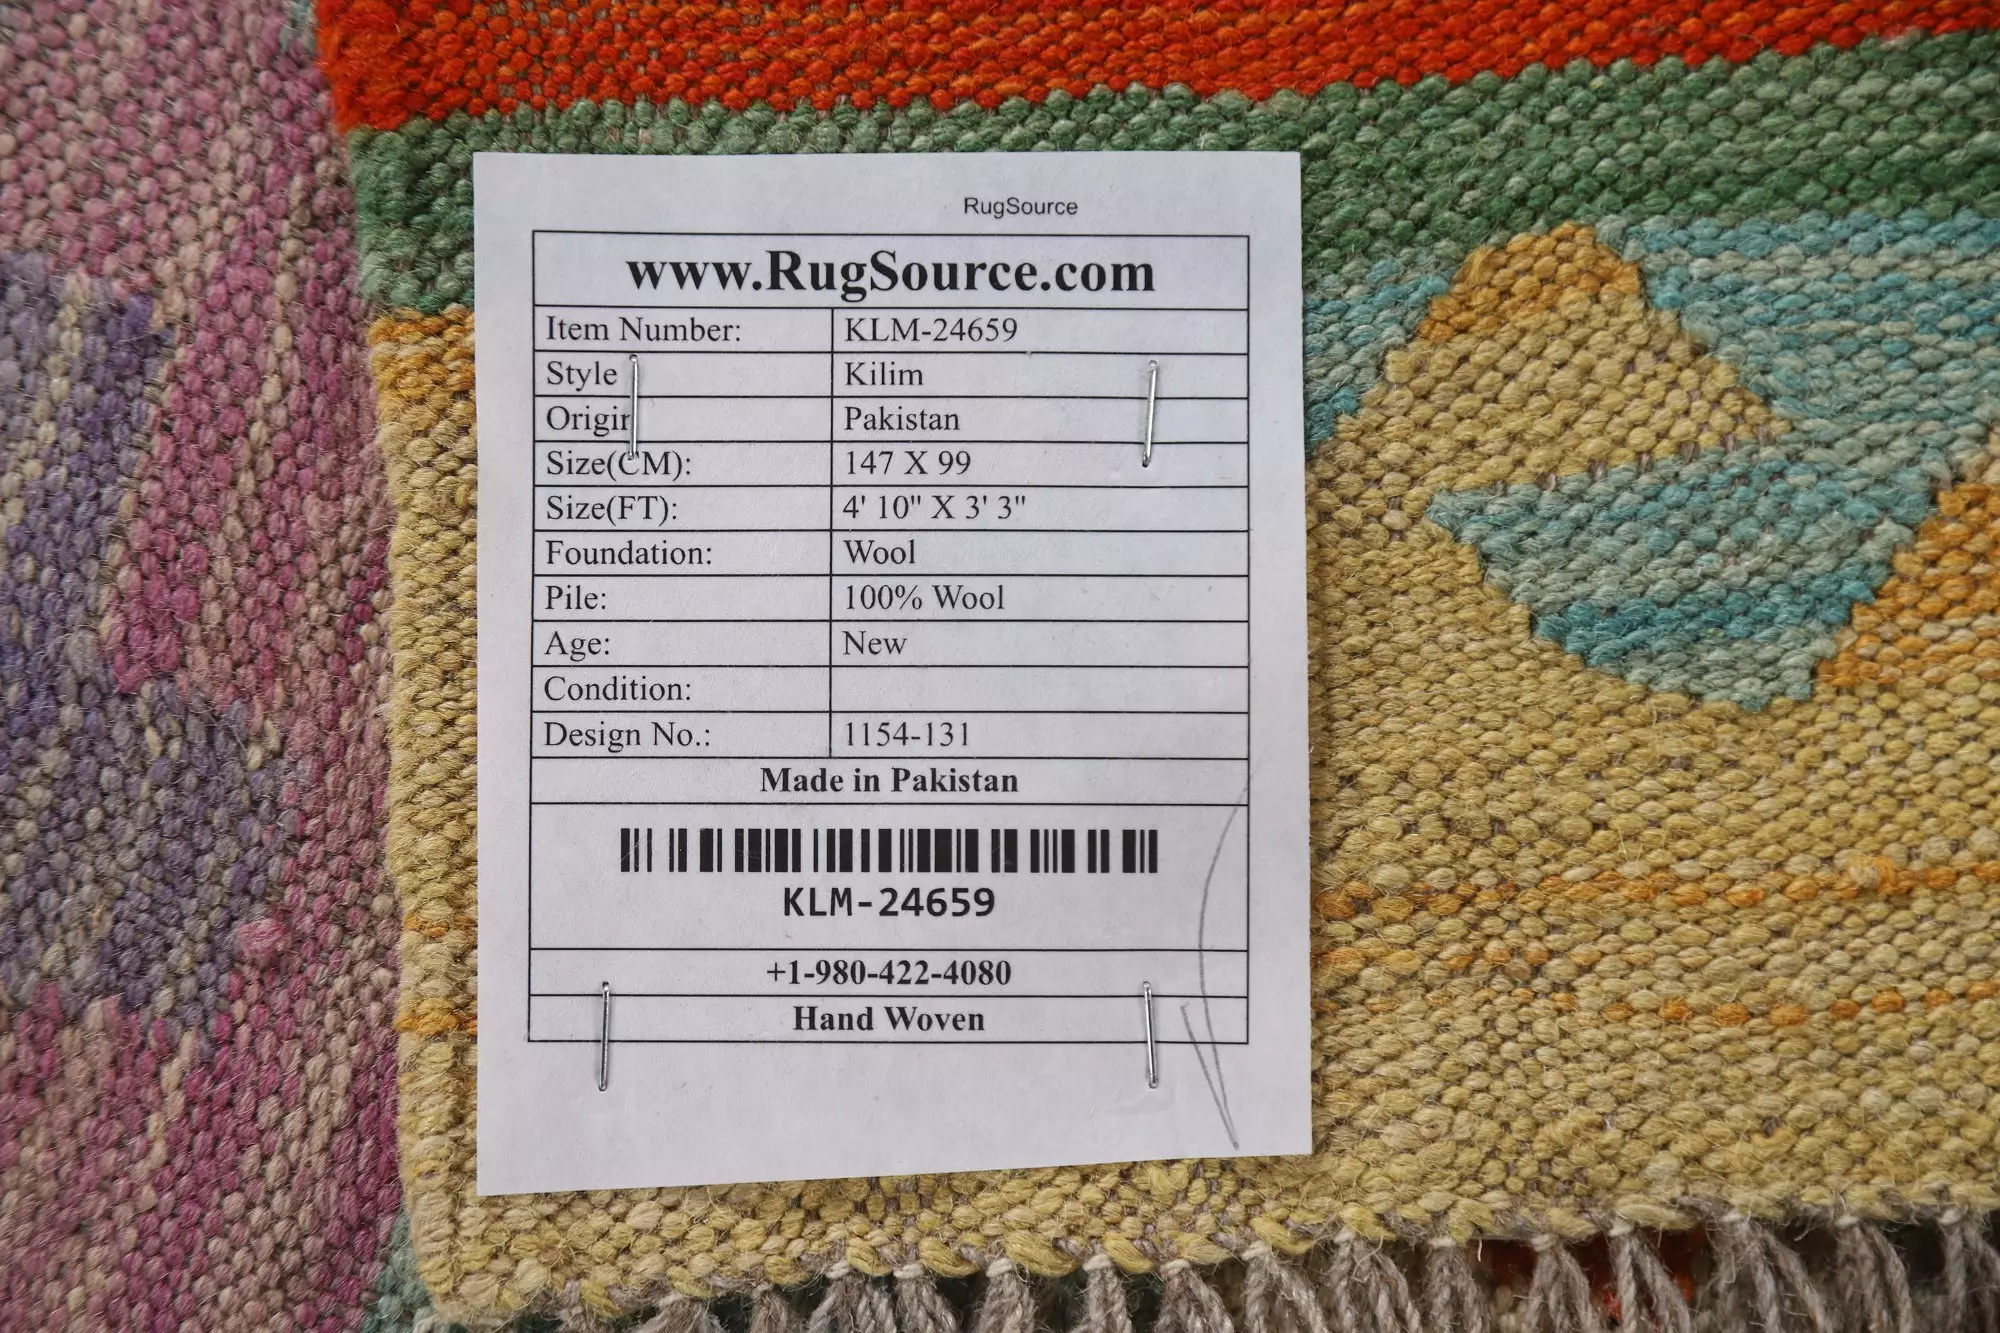 RugSource
www.RugSource.com
Item Number: KLM-24659
Style Kilim
Origin Pakistan
Size(CM): 147 X 99
Size(FT): 4' 10" X 3' 3"
Foundation: Wool
Pile: 100% Wool
Age: New
Condition:
Design No.: 1154-131
Made in Pakistan
KLM-24659
+1-980-422-4080
Hand Woven